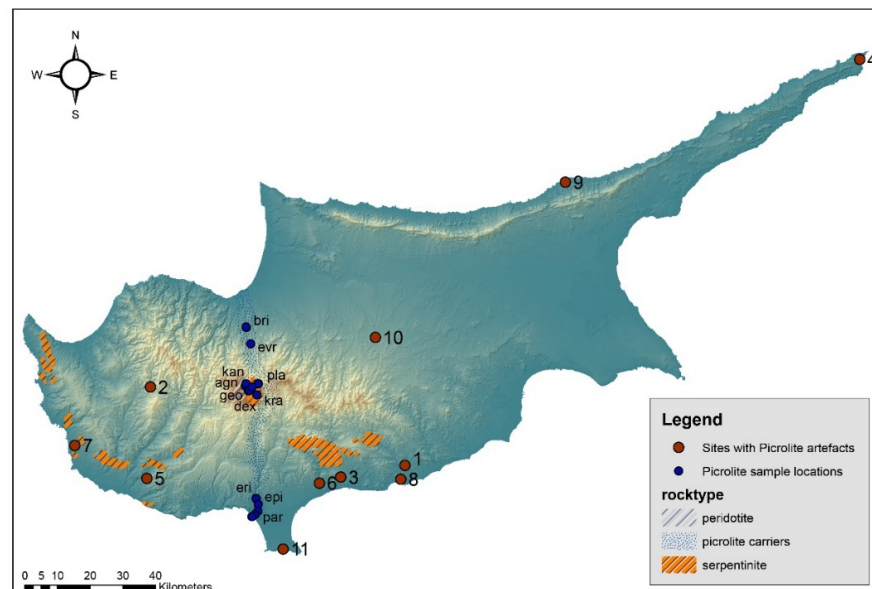 N
W E
S
4
9
bri
evr
10
kan
pla
agn
2
geo
kra
dex
7
1
5
eri
epi
6
3
8
par
11
Legend
Sites with Picrolite artefacts
Picrolite sample locations
rocktype
peridotite
picrolite carriers
serpentinite
0 5 10 20 30 40
Kilometers